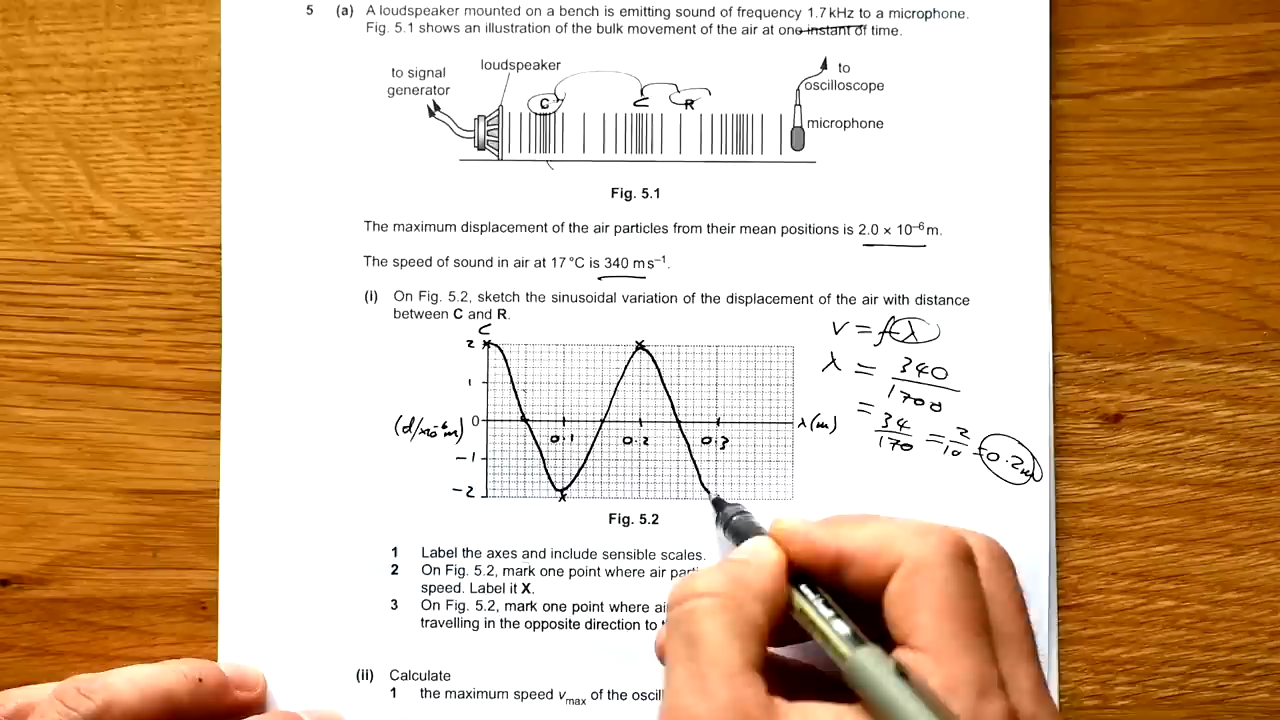 5 (a) A loudspeaker mounted on a bench is emitting sound of frequency 1.7 kHz to a microphone.
Fig. 5.1 shows an illustration of the bulk movement of the air at one instant of time.
to signal
generator
loudspeaker
to
oscilloscope
C
C
R
microphone
Fig. 5.1
The maximum displacement of the air particles from their mean positions is 2.0 × 10⁻⁶ m.
The speed of sound in air at 17 °C is 340 m s⁻¹.
(i) On Fig. 5.2, sketch the sinusoidal variation of the displacement of the air with distance
between C and R.
C
2
1
0
-1
-2
(d/×10⁻⁶m)
0.1
0.2
0.3
x(m)
v = fλ
λ = 340
1700
= 34
170
= 2
10
= 0.2m
Fig. 5.2
1 Label the axes and include sensible scales.
2 On Fig. 5.2, mark one point where air
speed. Label it X.
3 On Fig. 5.2, mark one point where
travelling in the opposite direction to
(ii) Calculate
1 the maximum speed vmax of the